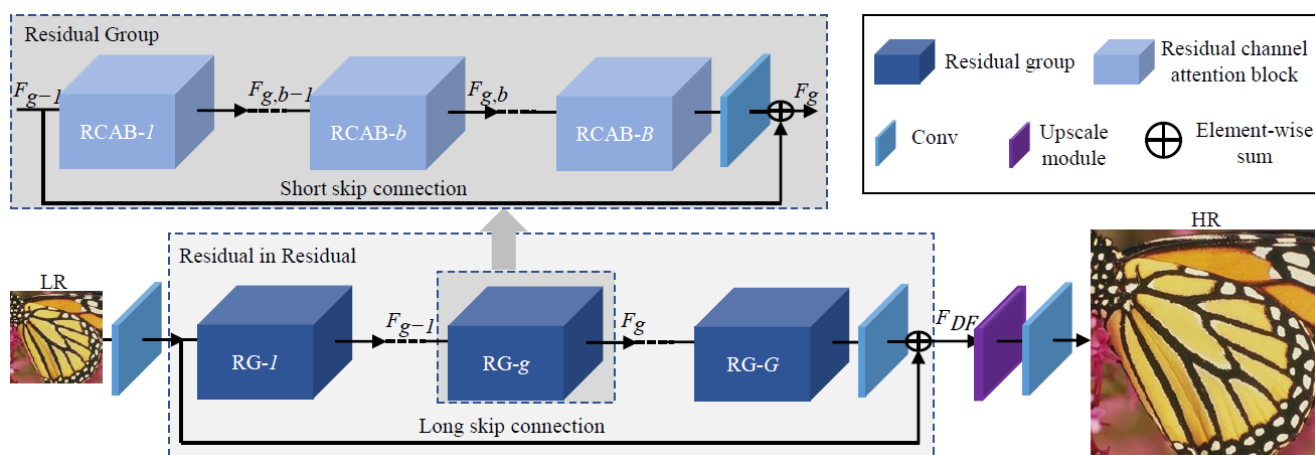 Residual Group
F_{g-1}
F_{g,b-1}
F_{g,b}
F_g
RCAB-1
RCAB-b
RCAB-B
Short skip connection
Residual group
Residual channel
attention block
Conv
Upscale
module
Element-wise
sum
Residual in Residual
LR
HR
F_{g-1}
F_g
F_{DF}
RG-1
RG-g
RG-G
Long skip connection